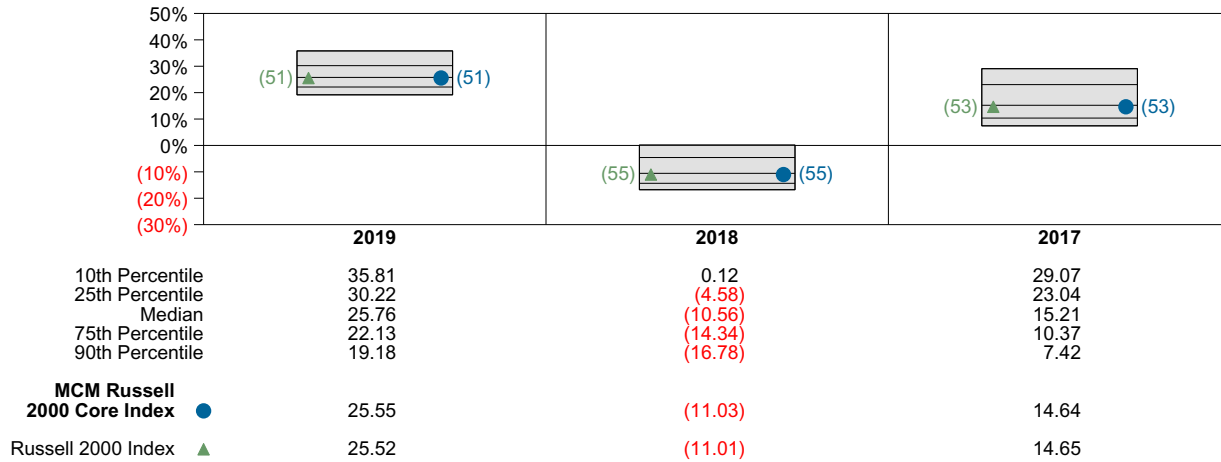 50%
40%
30%
20%
10%
0%
(10%)
(20%)
(30%)
(51) (51)
(55) (55)
(53) (53)
2019 2018 2017
10th Percentile 35.81 0.12 29.07
25th Percentile 30.22 (4.58) 23.04
Median 25.76 (10.56) 15.21
75th Percentile 22.13 (14.34) 10.37
90th Percentile 19.18 (16.78) 7.42
MCM Russell
2000 Core Index 25.55 (11.03) 14.64
Russell 2000 Index 25.52 (11.01) 14.65